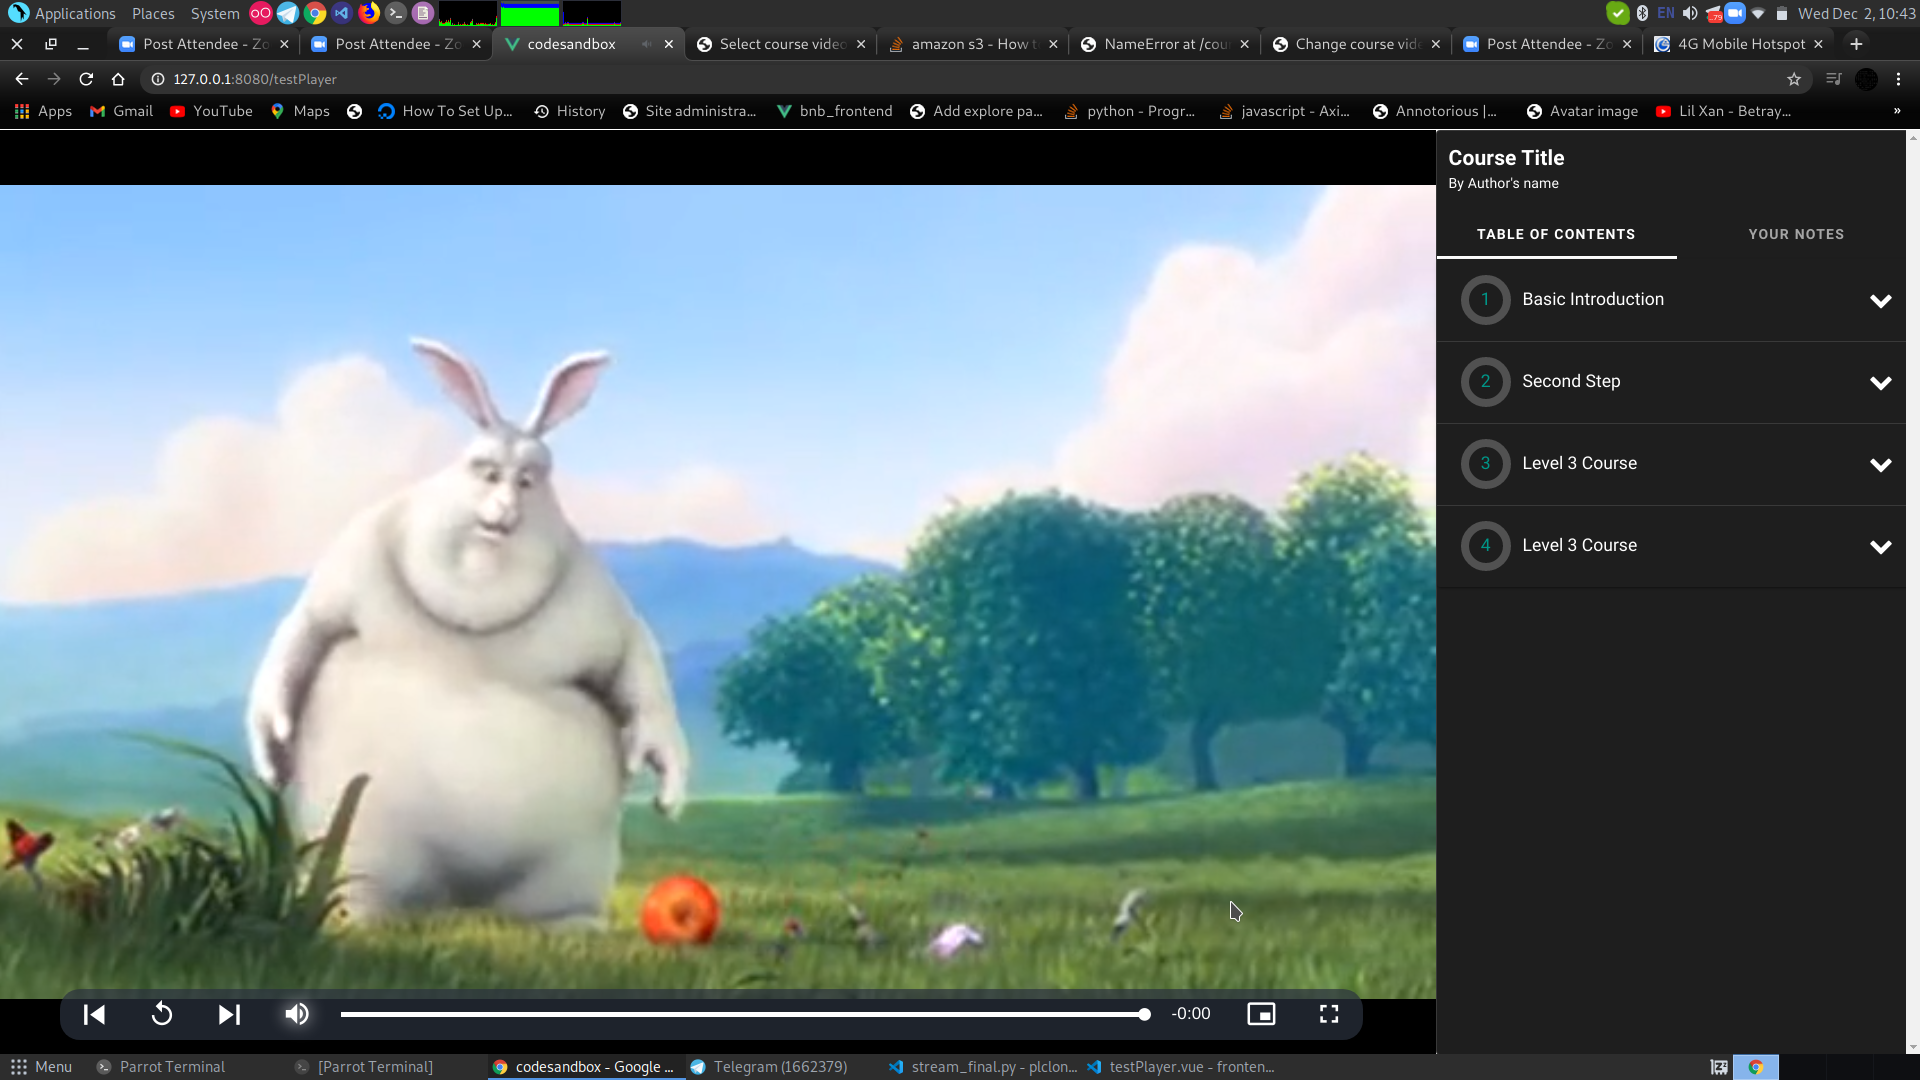 Applications Places System EN 79 Wed Dec 2, 10:43
Post Attendee - Zo Post Attendee - Zo codesandbox Select course video amazon s3 - How t NameError at /cou Change course vid Post Attendee - Zo 4G Mobile Hotspot
127.0.0.1:8080/testPlayer
Apps Gmail YouTube Maps How To Set Up... History Site administra... bnb_frontend Add explore pa... python - Progr... javascript - Axi... Annotorious |... Avatar image Lil Xan - Betray... »
Course Title
By Author's name
TABLE OF CONTENTS YOUR NOTES
1 Basic Introduction
2 Second Step
3 Level 3 Course
4 Level 3 Course
-0:00
Menu Parrot Terminal [Parrot Terminal] codesandbox - Google ... Telegram (1662379) stream_final.py - plclon... testPlayer.vue - fronten...